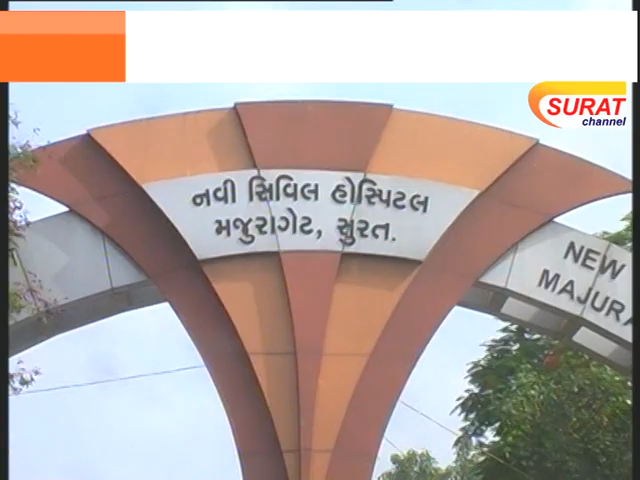 SURAT
channel
નવી સિવિલ હોસ્પિટલ
મજુરાગેટ, સુરત.
NEW
MAJURA